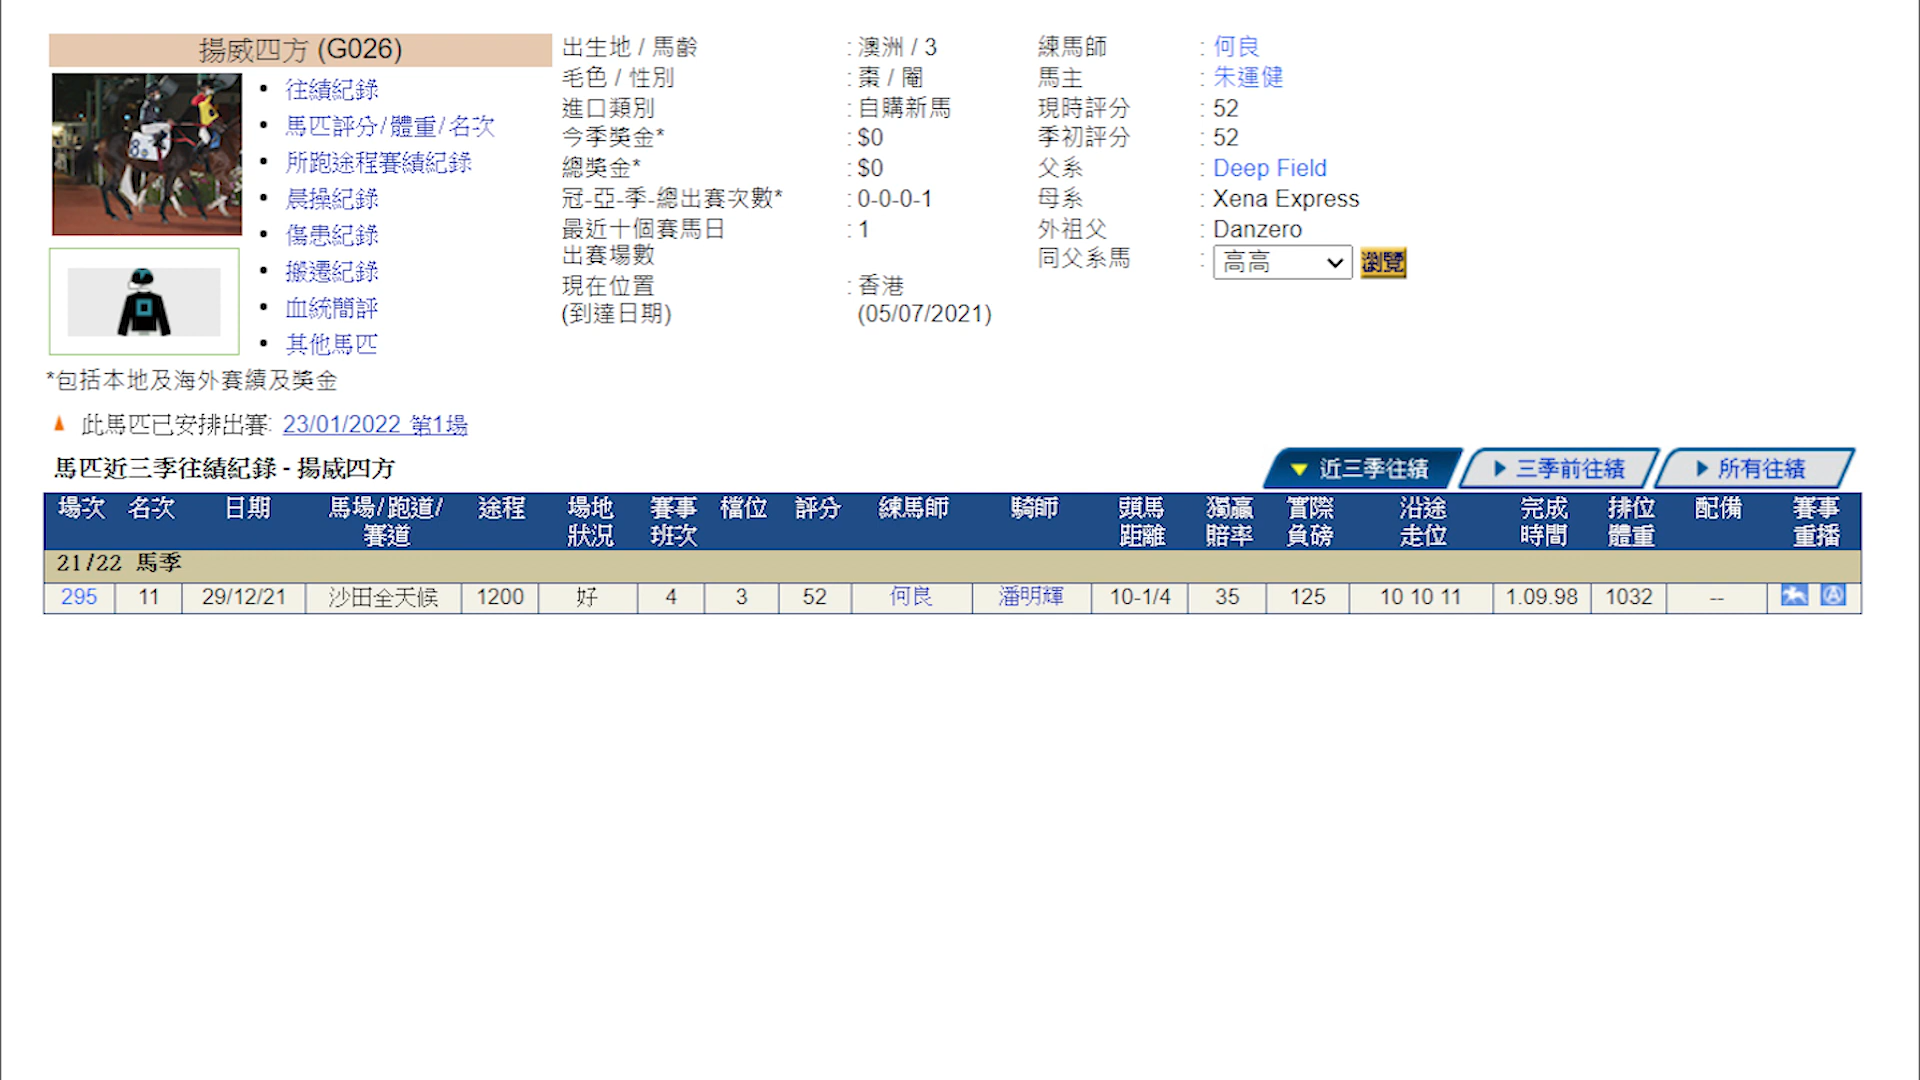 揚威四方 (G026)
• 往績紀錄
• 馬匹評分/體重/名次
• 所跑途程賽績紀錄
• 晨操紀錄
• 傷患紀錄
• 搬遷紀錄
• 血統簡評
• 其他馬匹
出生地 / 馬齡 : 澳洲 / 3
毛色 / 性別 : 棗 / 閹
進口類別 : 自購新馬
今季獎金* : $0
總獎金* : $0
冠-亞-季-總出賽次數* : 0-0-0-1
最近十個賽馬日 : 1
出賽場數
現在位置 : 香港
(到達日期) (05/07/2021)
練馬師 : 何良
馬主 : 朱運健
現時評分 : 52
季初評分 : 52
父系 : Deep Field
母系 : Xena Express
外祖父 : Danzero
同父系馬 : 高高 瀏覽
*包括本地及海外賽績及獎金
此馬匹已安排出賽: 23/01/2022 第1場
馬匹近三季往績紀錄 - 揚威四方
近三季往績 三季前往績 所有往績
場次 名次 日期 馬場/跑道/ 途程 場地 賽事 檔位 評分 練馬師 騎師 頭馬 獨贏 實際 沿途 完成 排位 配備 賽事
賽道 狀況 班次 距離 賠率 負磅 走位 時間 體重 重播
21/22 馬季
295 11 29/12/21 沙田全天候 1200 好 4 3 52 何良 潘明輝 10-1/4 35 125 10 10 11 1.09.98 1032 --